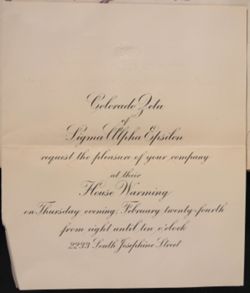 Colorado Zeta
of
Sigma Alpha Epsilon
request the pleasure of your company
at their
House Warming
on Thursday evening, February twenty-fourth
from eight until ten o'clock
2233 South Josephine Street